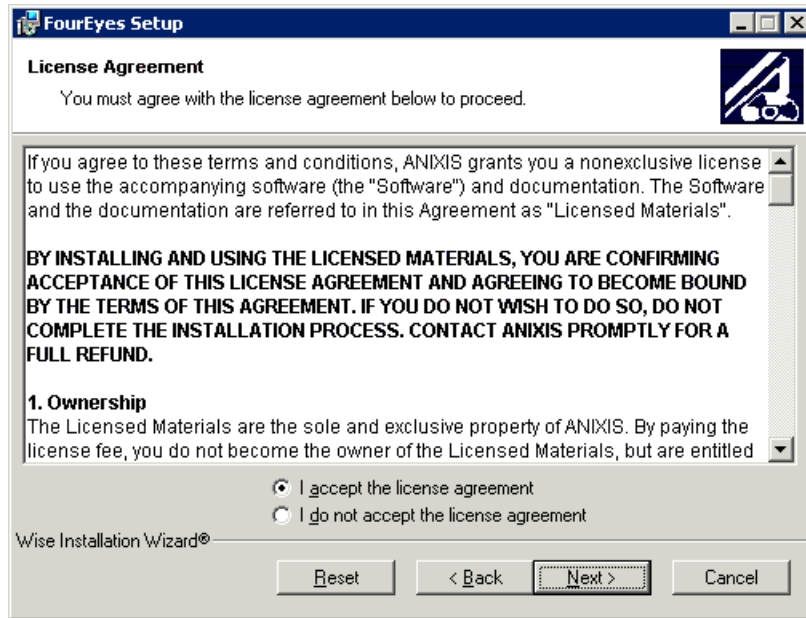 FourEyes Setup
License Agreement
You must agree with the license agreement below to proceed.
If you agree to these terms and conditions, ANIXIS grants you a nonexclusive license
to use the accompanying software (the "Software") and documentation. The Software
and the documentation are referred to in this Agreement as "Licensed Materials".
BY INSTALLING AND USING THE LICENSED MATERIALS, YOU ARE CONFIRMING
ACCEPTANCE OF THIS LICENSE AGREEMENT AND AGREEING TO BECOME BOUND
BY THE TERMS OF THIS AGREEMENT. IF YOU DO NOT WISH TO DO SO, DO NOT
COMPLETE THE INSTALLATION PROCESS. CONTACT ANIXIS PROMPTLY FOR A
FULL REFUND.
1. Ownership
The Licensed Materials are the sole and exclusive property of ANIXIS. By paying the
license fee, you do not become the owner of the Licensed Materials, but are entitled
I accept the license agreement
I do not accept the license agreement
Wise Installation Wizard®
Reset < Back Next > Cancel